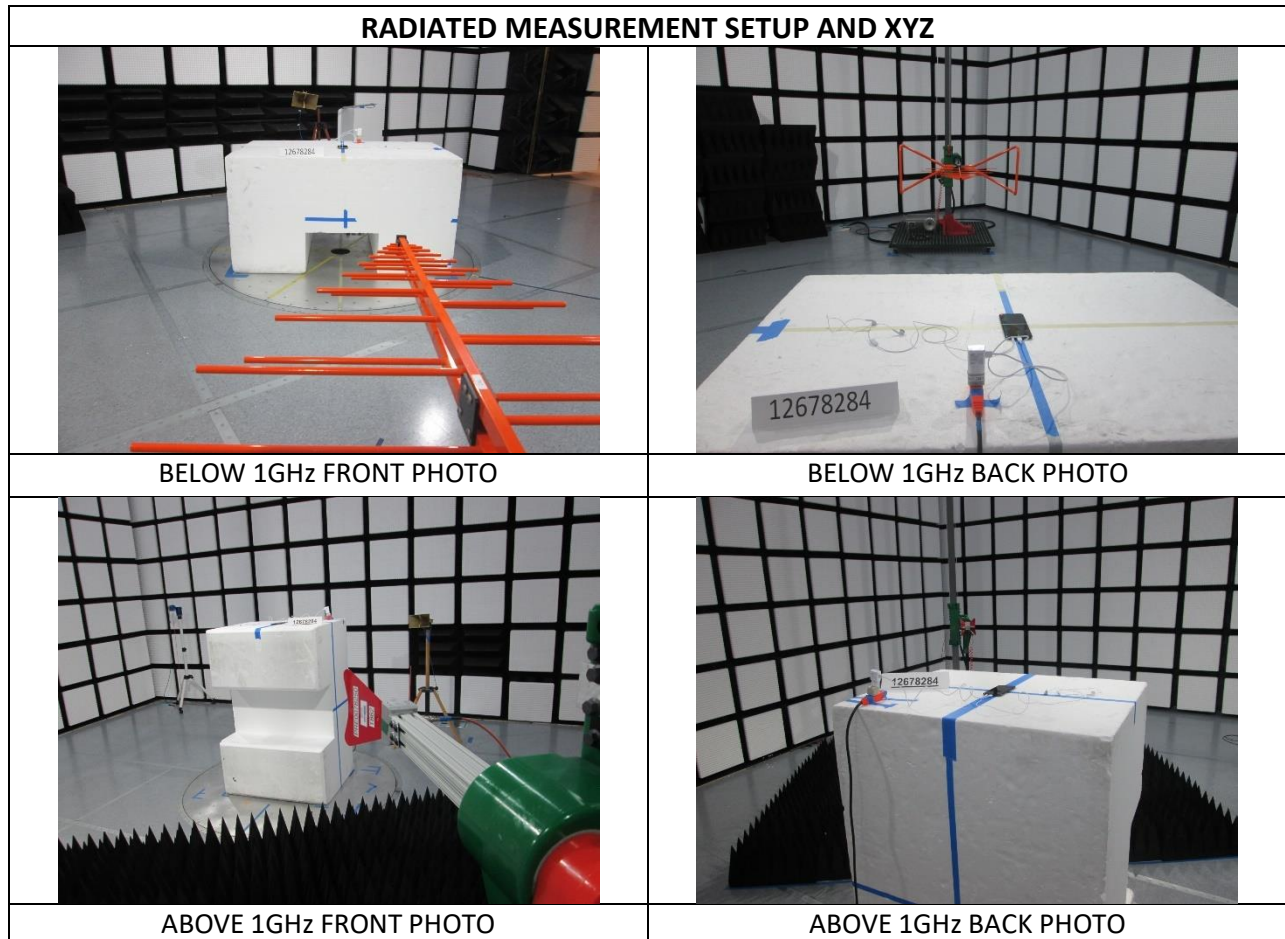 RADIATED MEASUREMENT SETUP AND XYZ
12678284
12678284
BELOW 1GHz FRONT PHOTO
BELOW 1GHz BACK PHOTO
12678284
12678284
ABOVE 1GHz FRONT PHOTO
ABOVE 1GHz BACK PHOTO